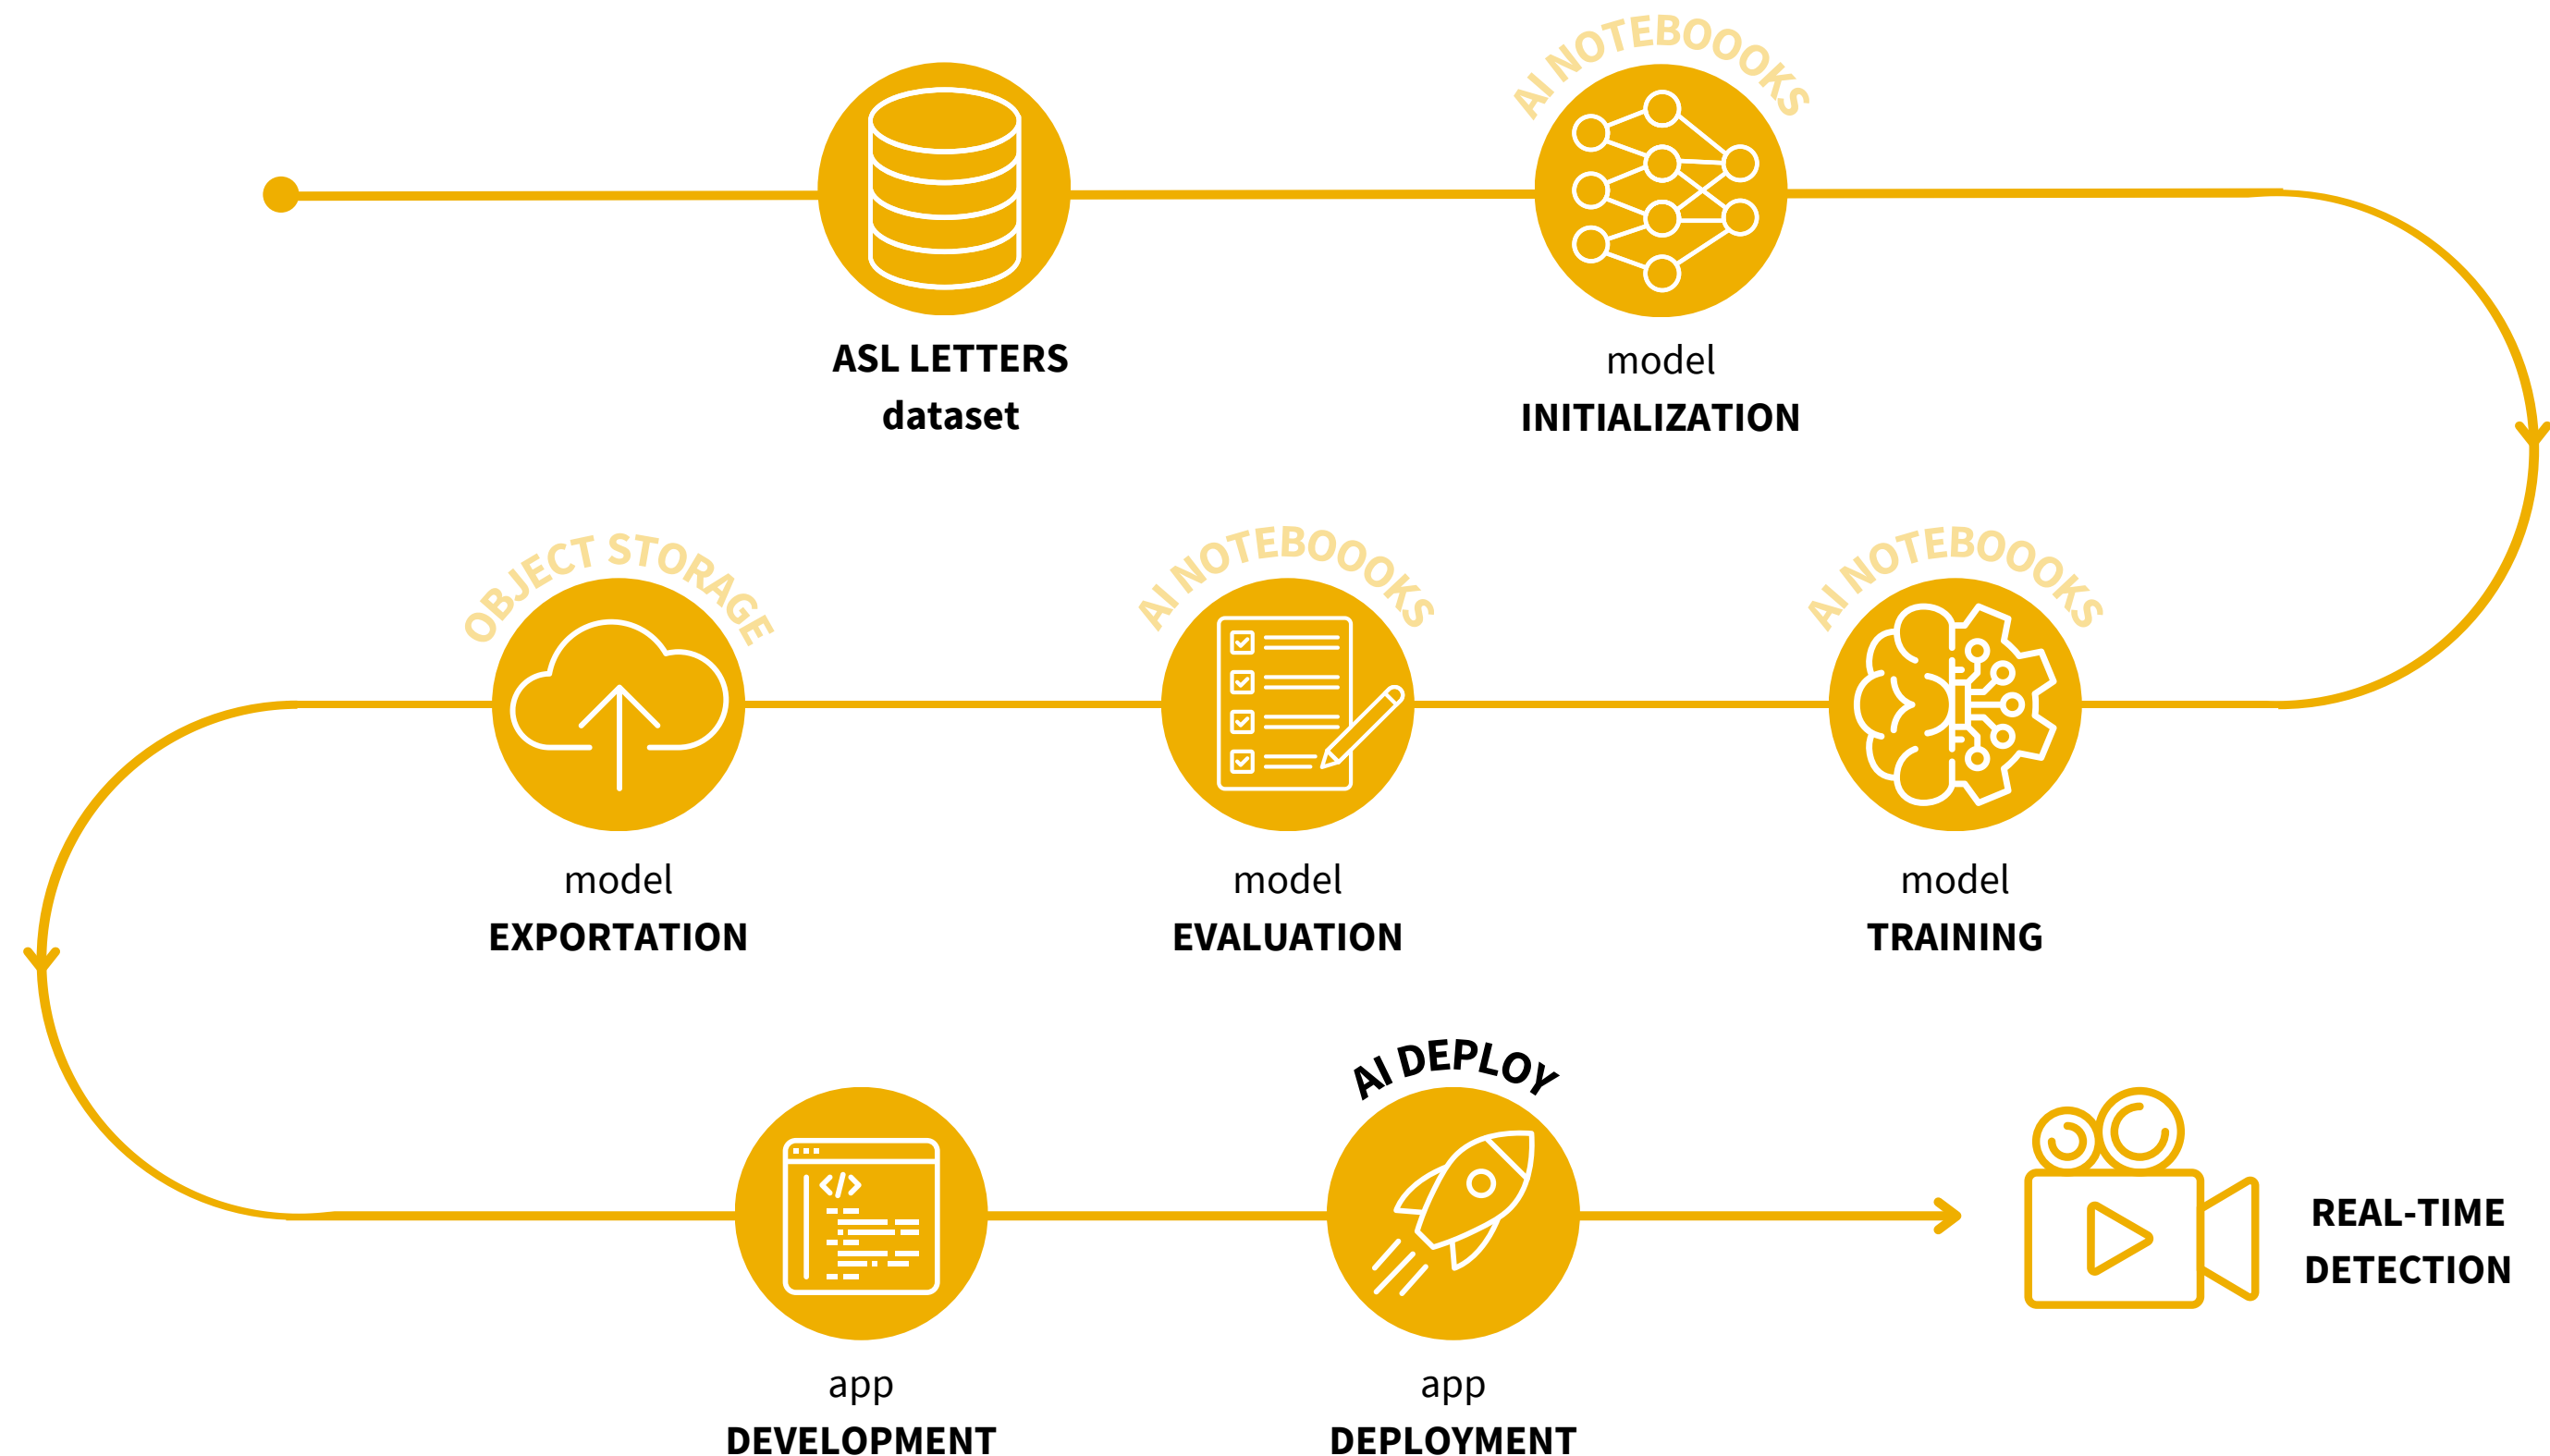 AI NOTEBOOOKS
ASL LETTERS
dataset
model
INITIALIZATION
OBJECT STORAGE
AI NOTEBOOOKS
AI NOTEBOOOKS
model
EXPORTATION
model
EVALUATION
model
TRAINING
AI DEPLOY
</>
REAL-TIME
DETECTION
app
DEVELOPMENT
app
DEPLOYMENT